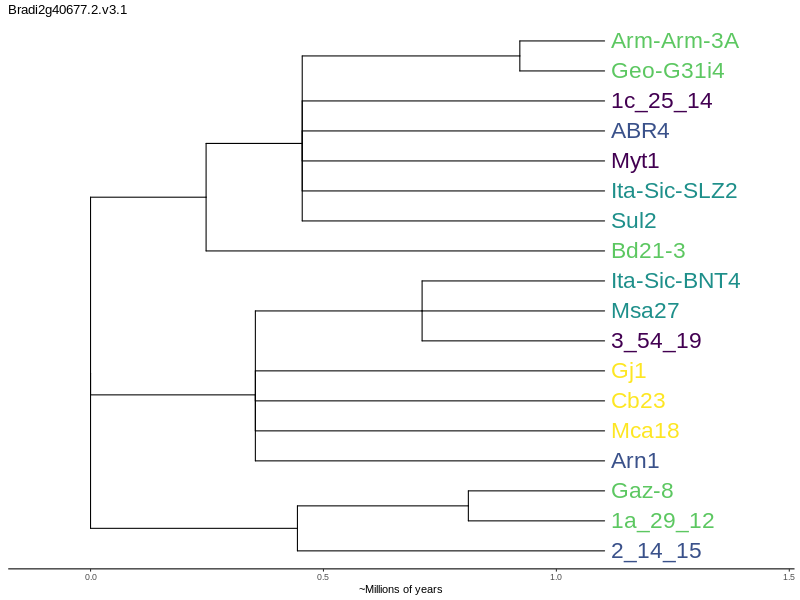 Bradi2g40677.2.v3.1
Arm-Arm-3A
Geo-G31i4
1c_25_14
ABR4
Myt1
Ita-Sic-SLZ2
Sul2
Bd21-3
Ita-Sic-BNT4
Msa27
3_54_19
Gj1
Cb23
Mca18
Arn1
Gaz-8
1a_29_12
2_14_15
0.0 0.5 1.0 1.5
~Millions of years